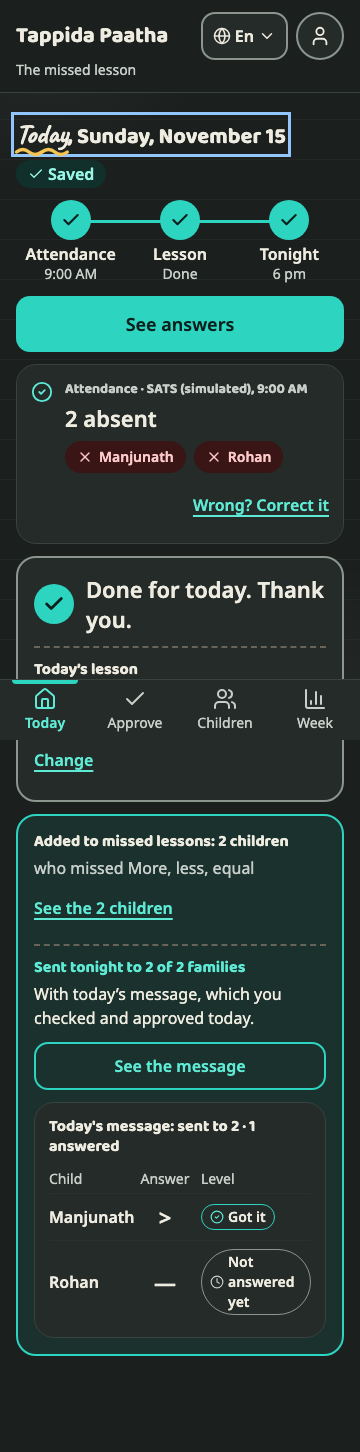 Tappida Paatha
En
The missed lesson
Today, Sunday, November 15
Saved
Attendance
9:00 AM
Lesson
Done
Tonight
6 pm
See answers
Attendance · SATS (simulated), 9:00 AM
2 absent
Manjunath
Rohan
Wrong? Correct it
Done for today. Thank
you.
Today's lesson
Today
Approve
Children
Week
Change
Added to missed lessons: 2 children
who missed More, less, equal
See the 2 children
Sent tonight to 2 of 2 families
With today’s message, which you
checked and approved today.
See the message
Today's message: sent to 2 · 1
answered
Child Answer Level
Manjunath > Got it
Rohan — Not
answered
yet